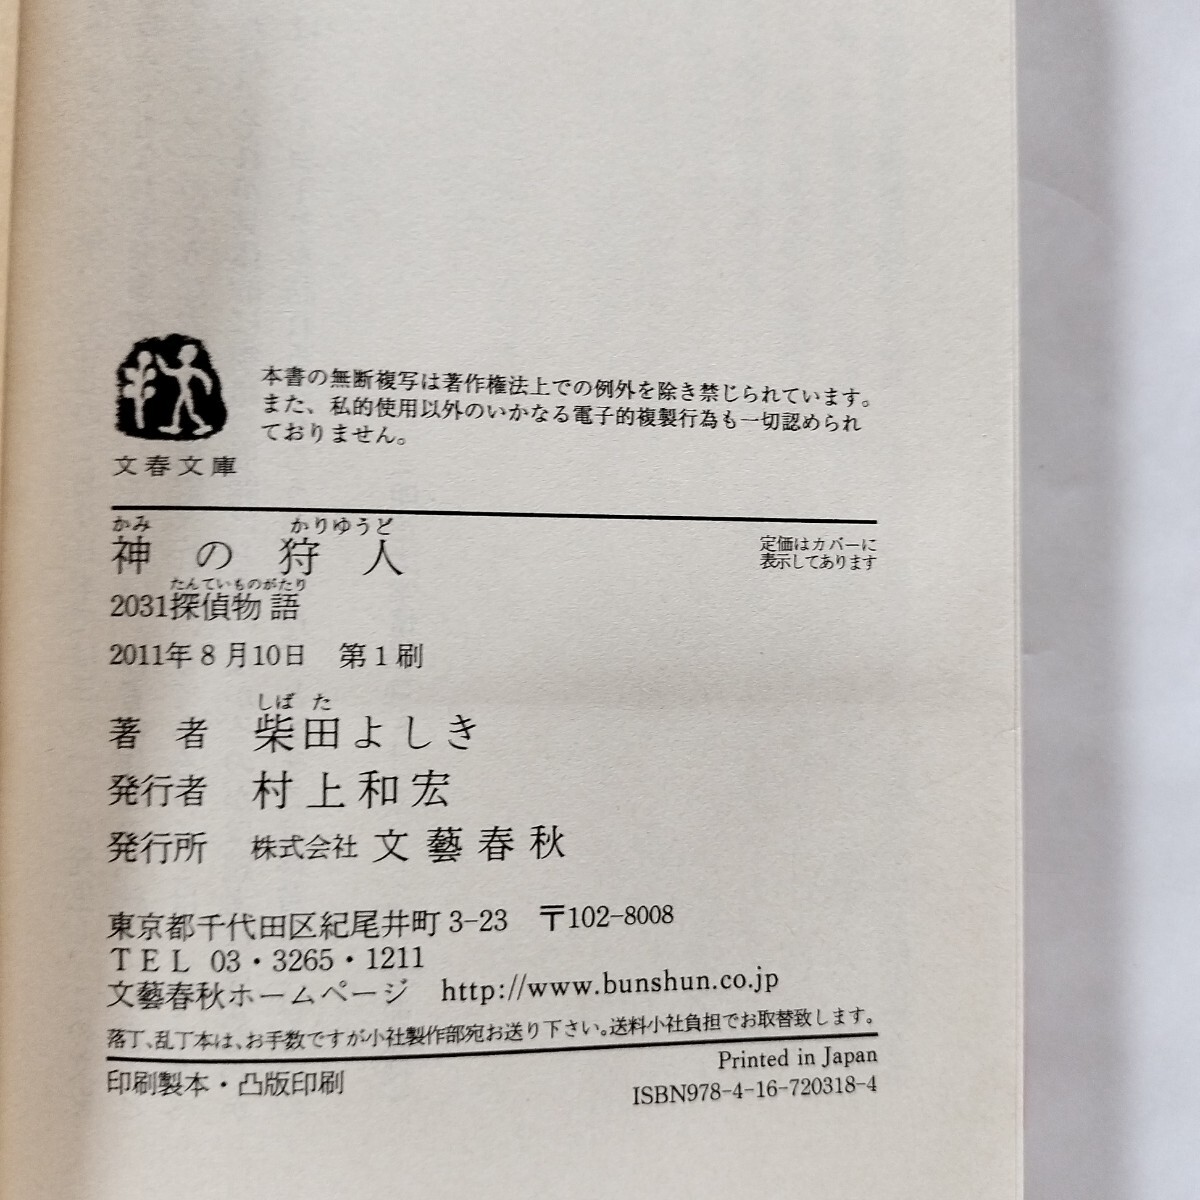 本書の無断複写は著作権法上での例外を除き禁じられています。
また、私的使用以外のいかなる電子的複製行為も一切認められ
ておりません。
文春文庫
かみ かりゆうど
神の狩人
定価はカバーに
表示してあります
たんていものがたり
2031探偵物語
2011年8月10日 第1刷
しばた
著者 柴田よしき
発行者 村上和宏
発行所 株式会社 文藝春秋
東京都千代田区紀尾井町 3-23 〒102-8008
TEL 03・3265・1211
文藝春秋ホームページ http://www.bunshun.co.jp
落丁、乱丁本は、お手数ですが小社製作部宛お送り下さい。送料小社負担でお取替致します。
印刷製本・凸版印刷
Printed in Japan
ISBN978-4-16-720318-4